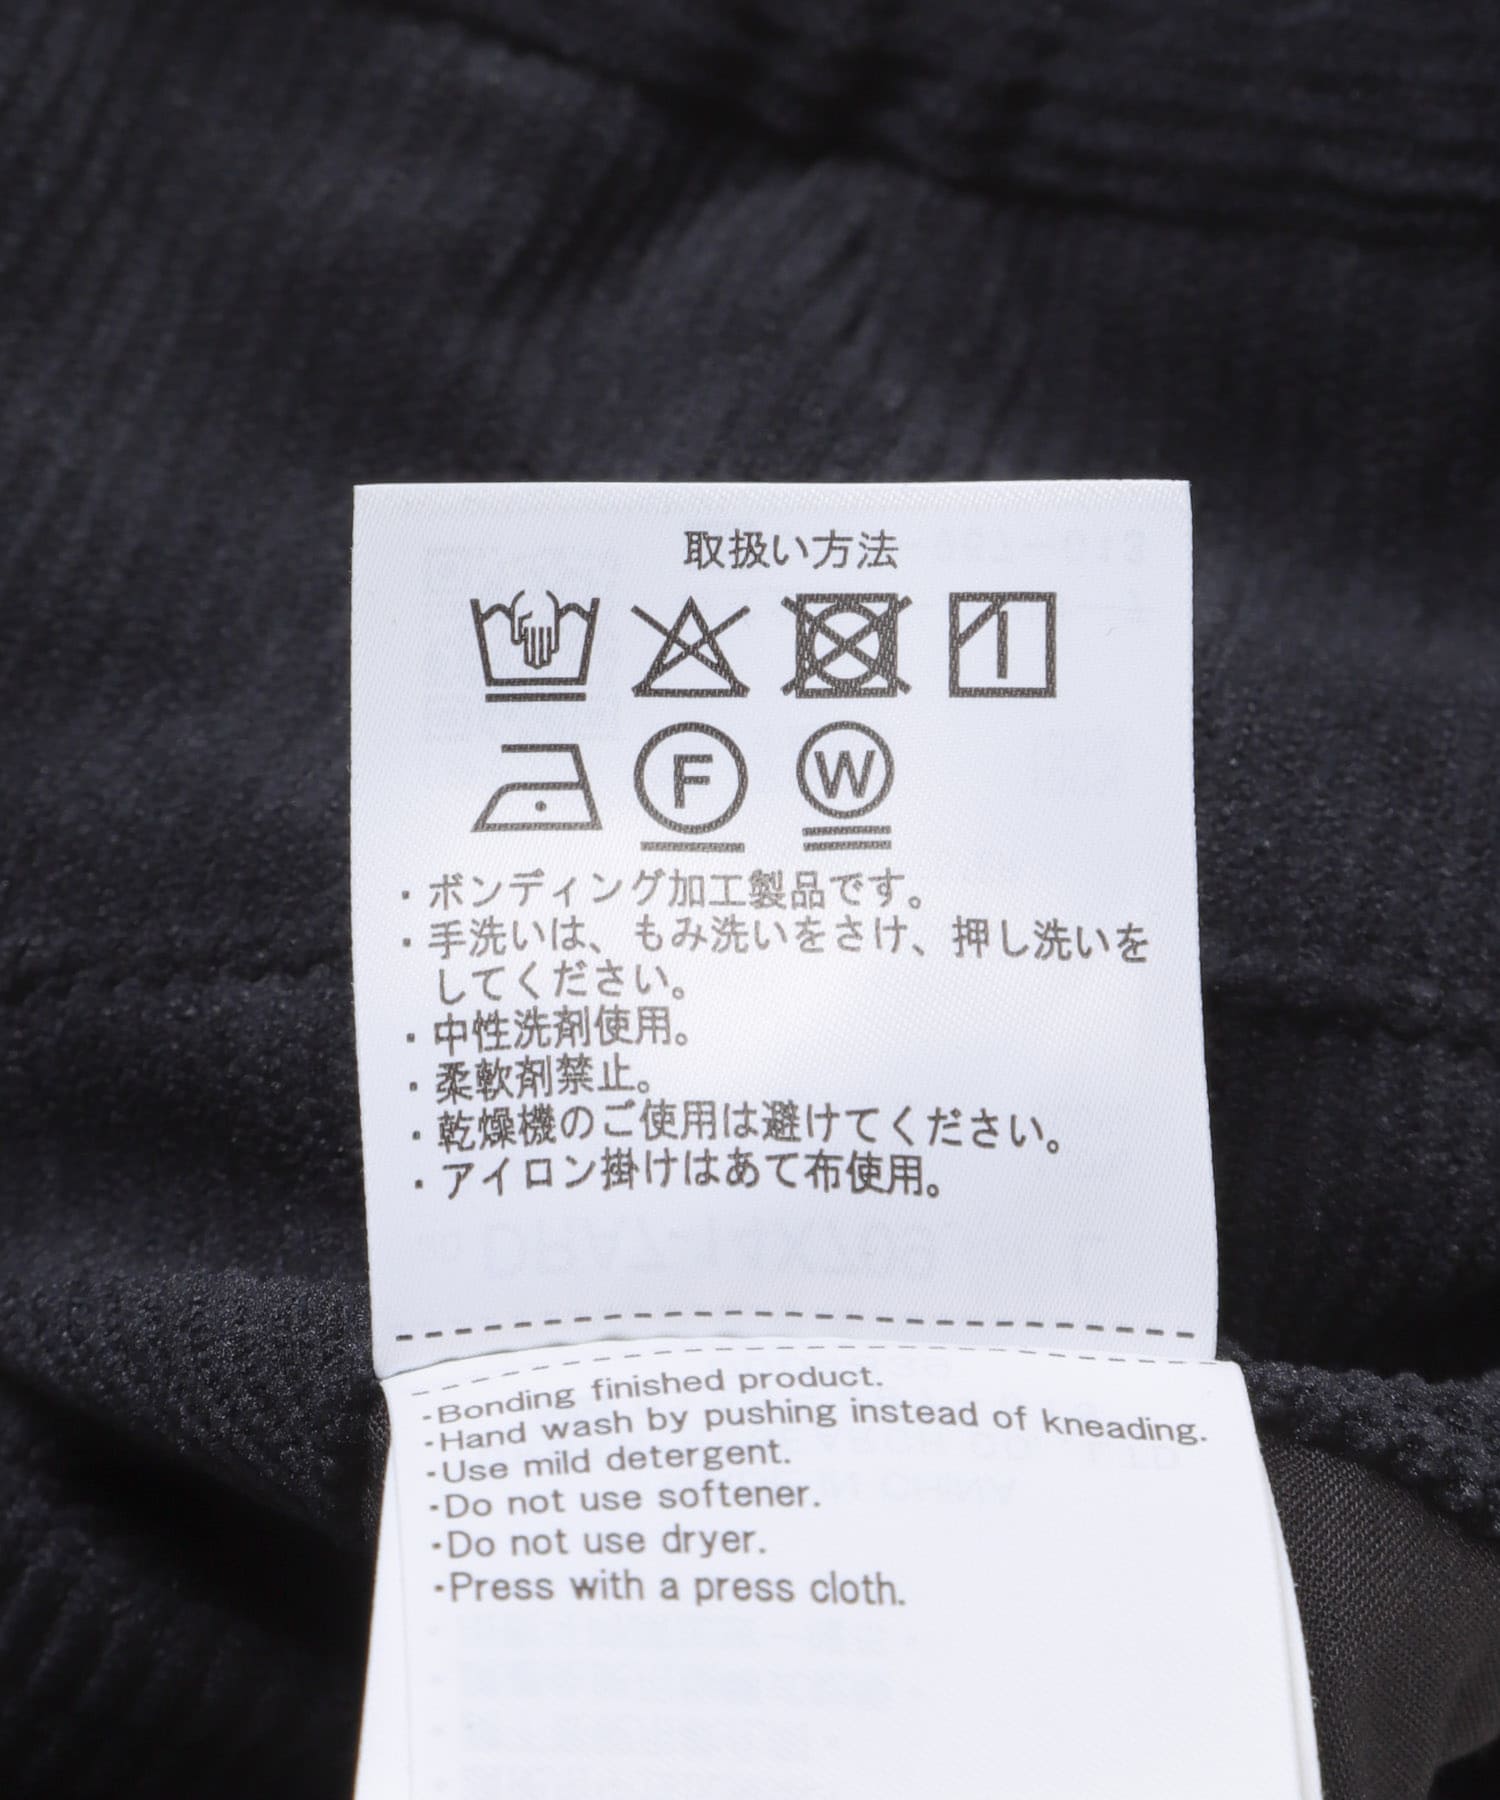 取扱い方法
F W
・ボンディング加工製品です。
・手洗いは、もみ洗いをさけ、押し洗いを
してください。
・中性洗剤使用。
・柔軟剤禁止。
・乾燥機のご使用は避けてください。
・アイロン掛けはあて布使用。
-Bonding finished product.
-Hand wash by pushing instead of kneading.
-Use mild detergent.
-Do not use softener.
-Do not use dryer.
-Press with a press cloth.